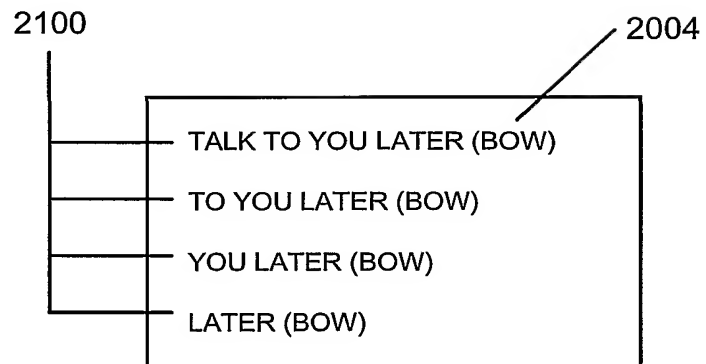 2100
2004
TALK TO YOU LATER (BOW)
TO YOU LATER (BOW)
YOU LATER (BOW)
LATER (BOW)